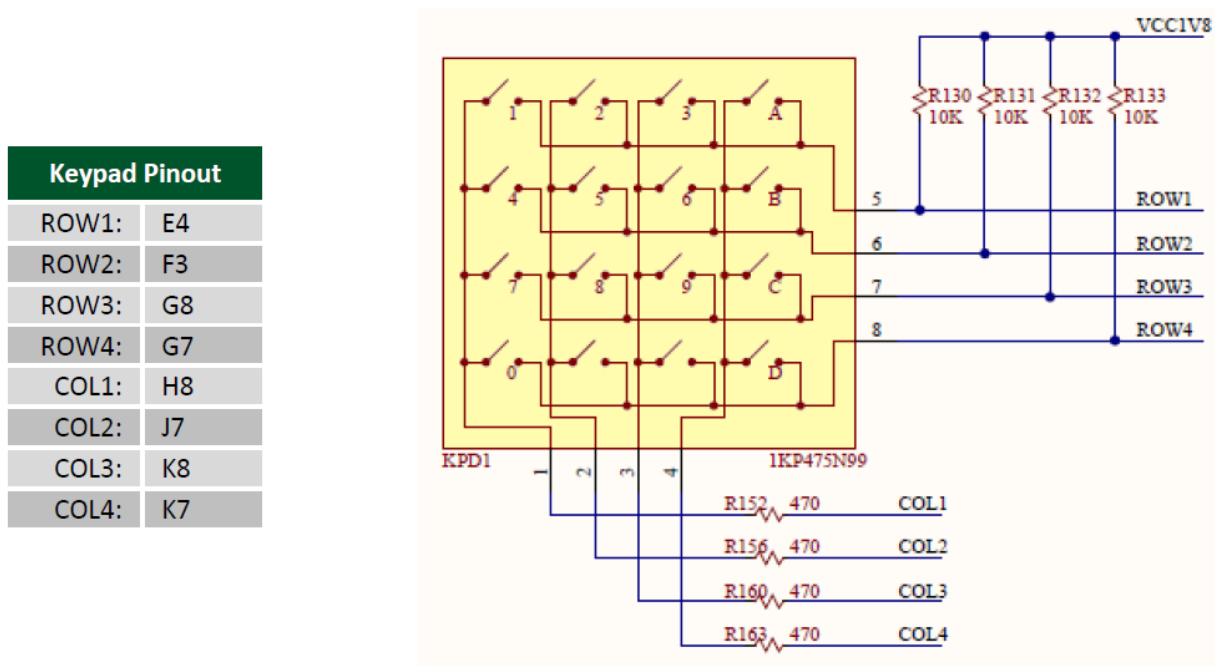 Keypad Pinout
ROW1: E4
ROW2: F3
ROW3: G8
ROW4: G7
COL1: H8
COL2: J7
COL3: K8
COL4: K7
VCC1V8
R130 R131 R132 R133
10K 10K 10K 10K
1 2 3 A
4 5 6 B
7 8 9 C
0 D
5 ROW1
6 ROW2
7 ROW3
8 ROW4
KPD1 1KP475N99
1 2 3 4
R152 470 COL1
R156 470 COL2
R160 470 COL3
R163 470 COL4